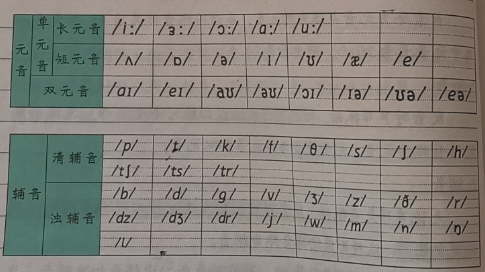 元音 单元音 长元音 /iː/ /ɜː/ /ɔː/ /ɑː/ /uː/
短元音 /ʌ/ /ɒ/ /ə/ /ɪ/ /ʊ/ /æ/ /e/
双元音 /aɪ/ /eɪ/ /aʊ/ /əʊ/ /ɔɪ/ /ɪə/ /ʊə/ /eə/
辅音 清辅音 /p/ /t/ /k/ /f/ /θ/ /s/ /ʃ/ /h/
/tʃ/ /ts/ /tr/
浊辅音 /b/ /d/ /g/ /v/ /ʒ/ /z/ /ð/ /r/
/dz/ /dʒ/ /dr/ /j/ /w/ /m/ /n/ /ŋ/
/l/